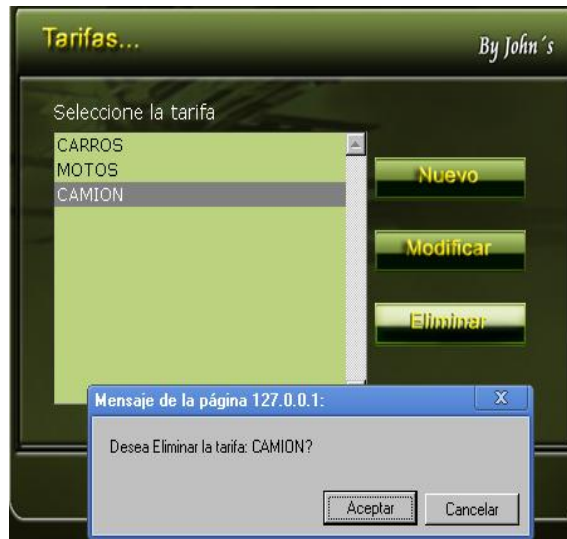 Tarifas...
By John´s
Seleccione la tarifa
CARROS
MOTOS
CAMION
Nuevo
Modificar
Eliminar
Mensaje de la página 127.0.0.1:
X
Desea Eliminar la tarifa: CAMION?
Aceptar
Cancelar